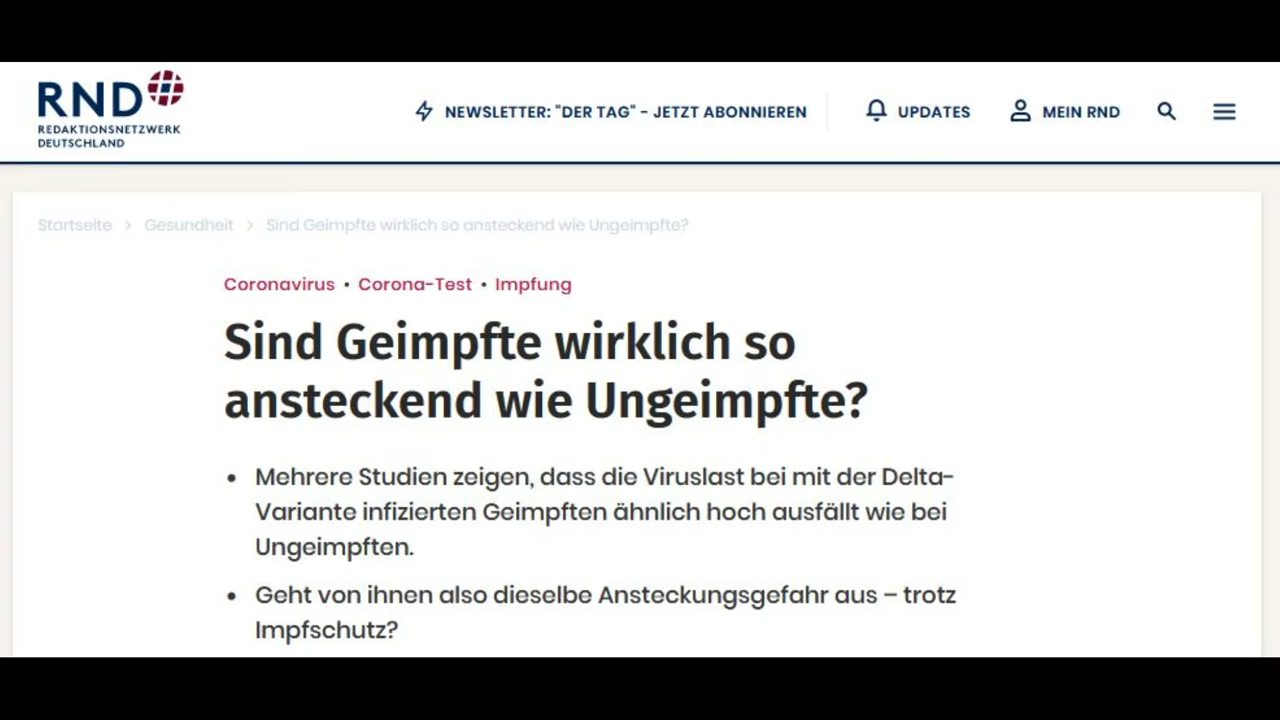 RND
REDAKTIONSNETZWERK
DEUTSCHLAND
NEWSLETTER: "DER TAG" - JETZT ABONNIEREN
UPDATES
MEIN RND
Startseite > Gesundheit > Sind Geimpfte wirklich so ansteckend wie Ungeimpfte?
Coronavirus • Corona-Test • Impfung
Sind Geimpfte wirklich so
ansteckend wie Ungeimpfte?
• Mehrere Studien zeigen, dass die Viruslast bei mit der Delta-
Variante infizierten Geimpften ähnlich hoch ausfällt wie bei
Ungeimpften.
• Geht von ihnen also dieselbe Ansteckungsgefahr aus – trotz
Impfschutz?